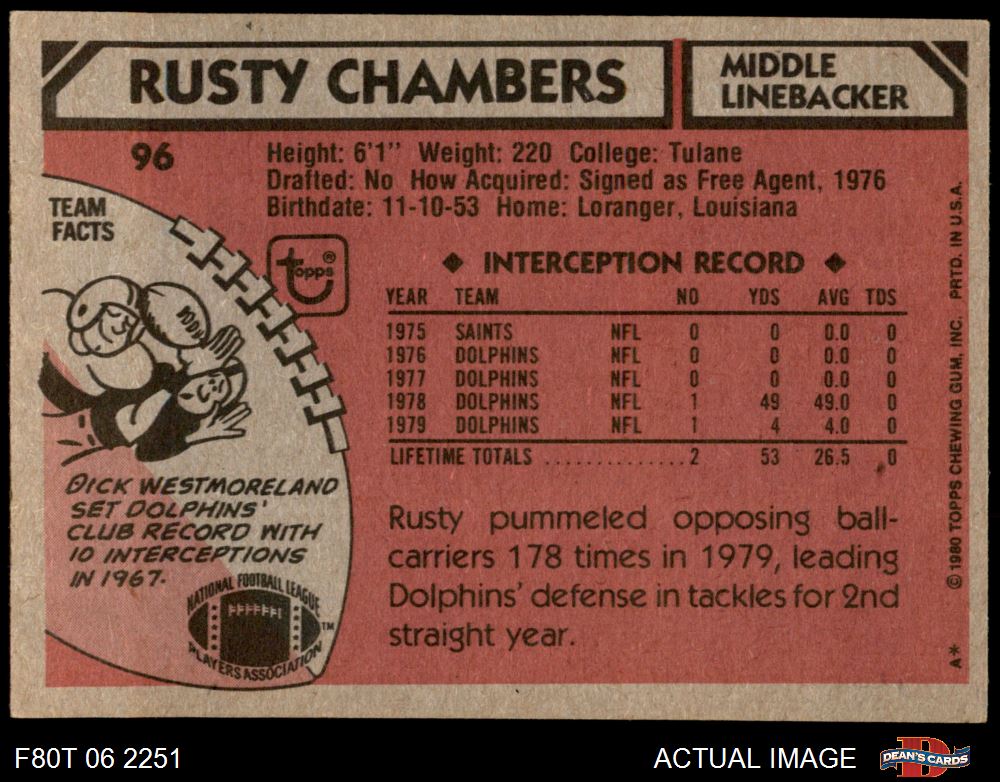 RUSTY CHAMBERS
MIDDLE
LINEBACKER
96
Height: 6'1" Weight: 220 College: Tulane
Drafted: No How Acquired: Signed as Free Agent, 1976
Birthdate: 11-10-53 Home: Loranger, Louisiana
TEAM
FACTS
topps®
◆ INTERCEPTION RECORD ◆
YEAR TEAM NO YDS AVG TDS
1975 SAINTS NFL 0 0 0.0 0
1976 DOLPHINS NFL 0 0 0.0 0
1977 DOLPHINS NFL 0 0 0.0 0
1978 DOLPHINS NFL 1 49 49.0 0
1979 DOLPHINS NFL 1 4 4.0 0
LIFETIME TOTALS ..............2 53 26.5 0
DICK WESTMORELAND
SET DOLPHINS'
CLUB RECORD WITH
10 INTERCEPTIONS
IN 1967.
NATIONAL FOOTBALL LEAGUE
PLAYERS ASSOCIATION
TM
Rusty pummeled opposing ball-
carriers 178 times in 1979, leading
Dolphins' defense in tackles for 2nd
straight year.
A* ©1980 TOPPS CHEWING GUM, INC. PRTD. IN U.S.A.
F80T 06 2251
ACTUAL IMAGE
DEAN'S CARDS